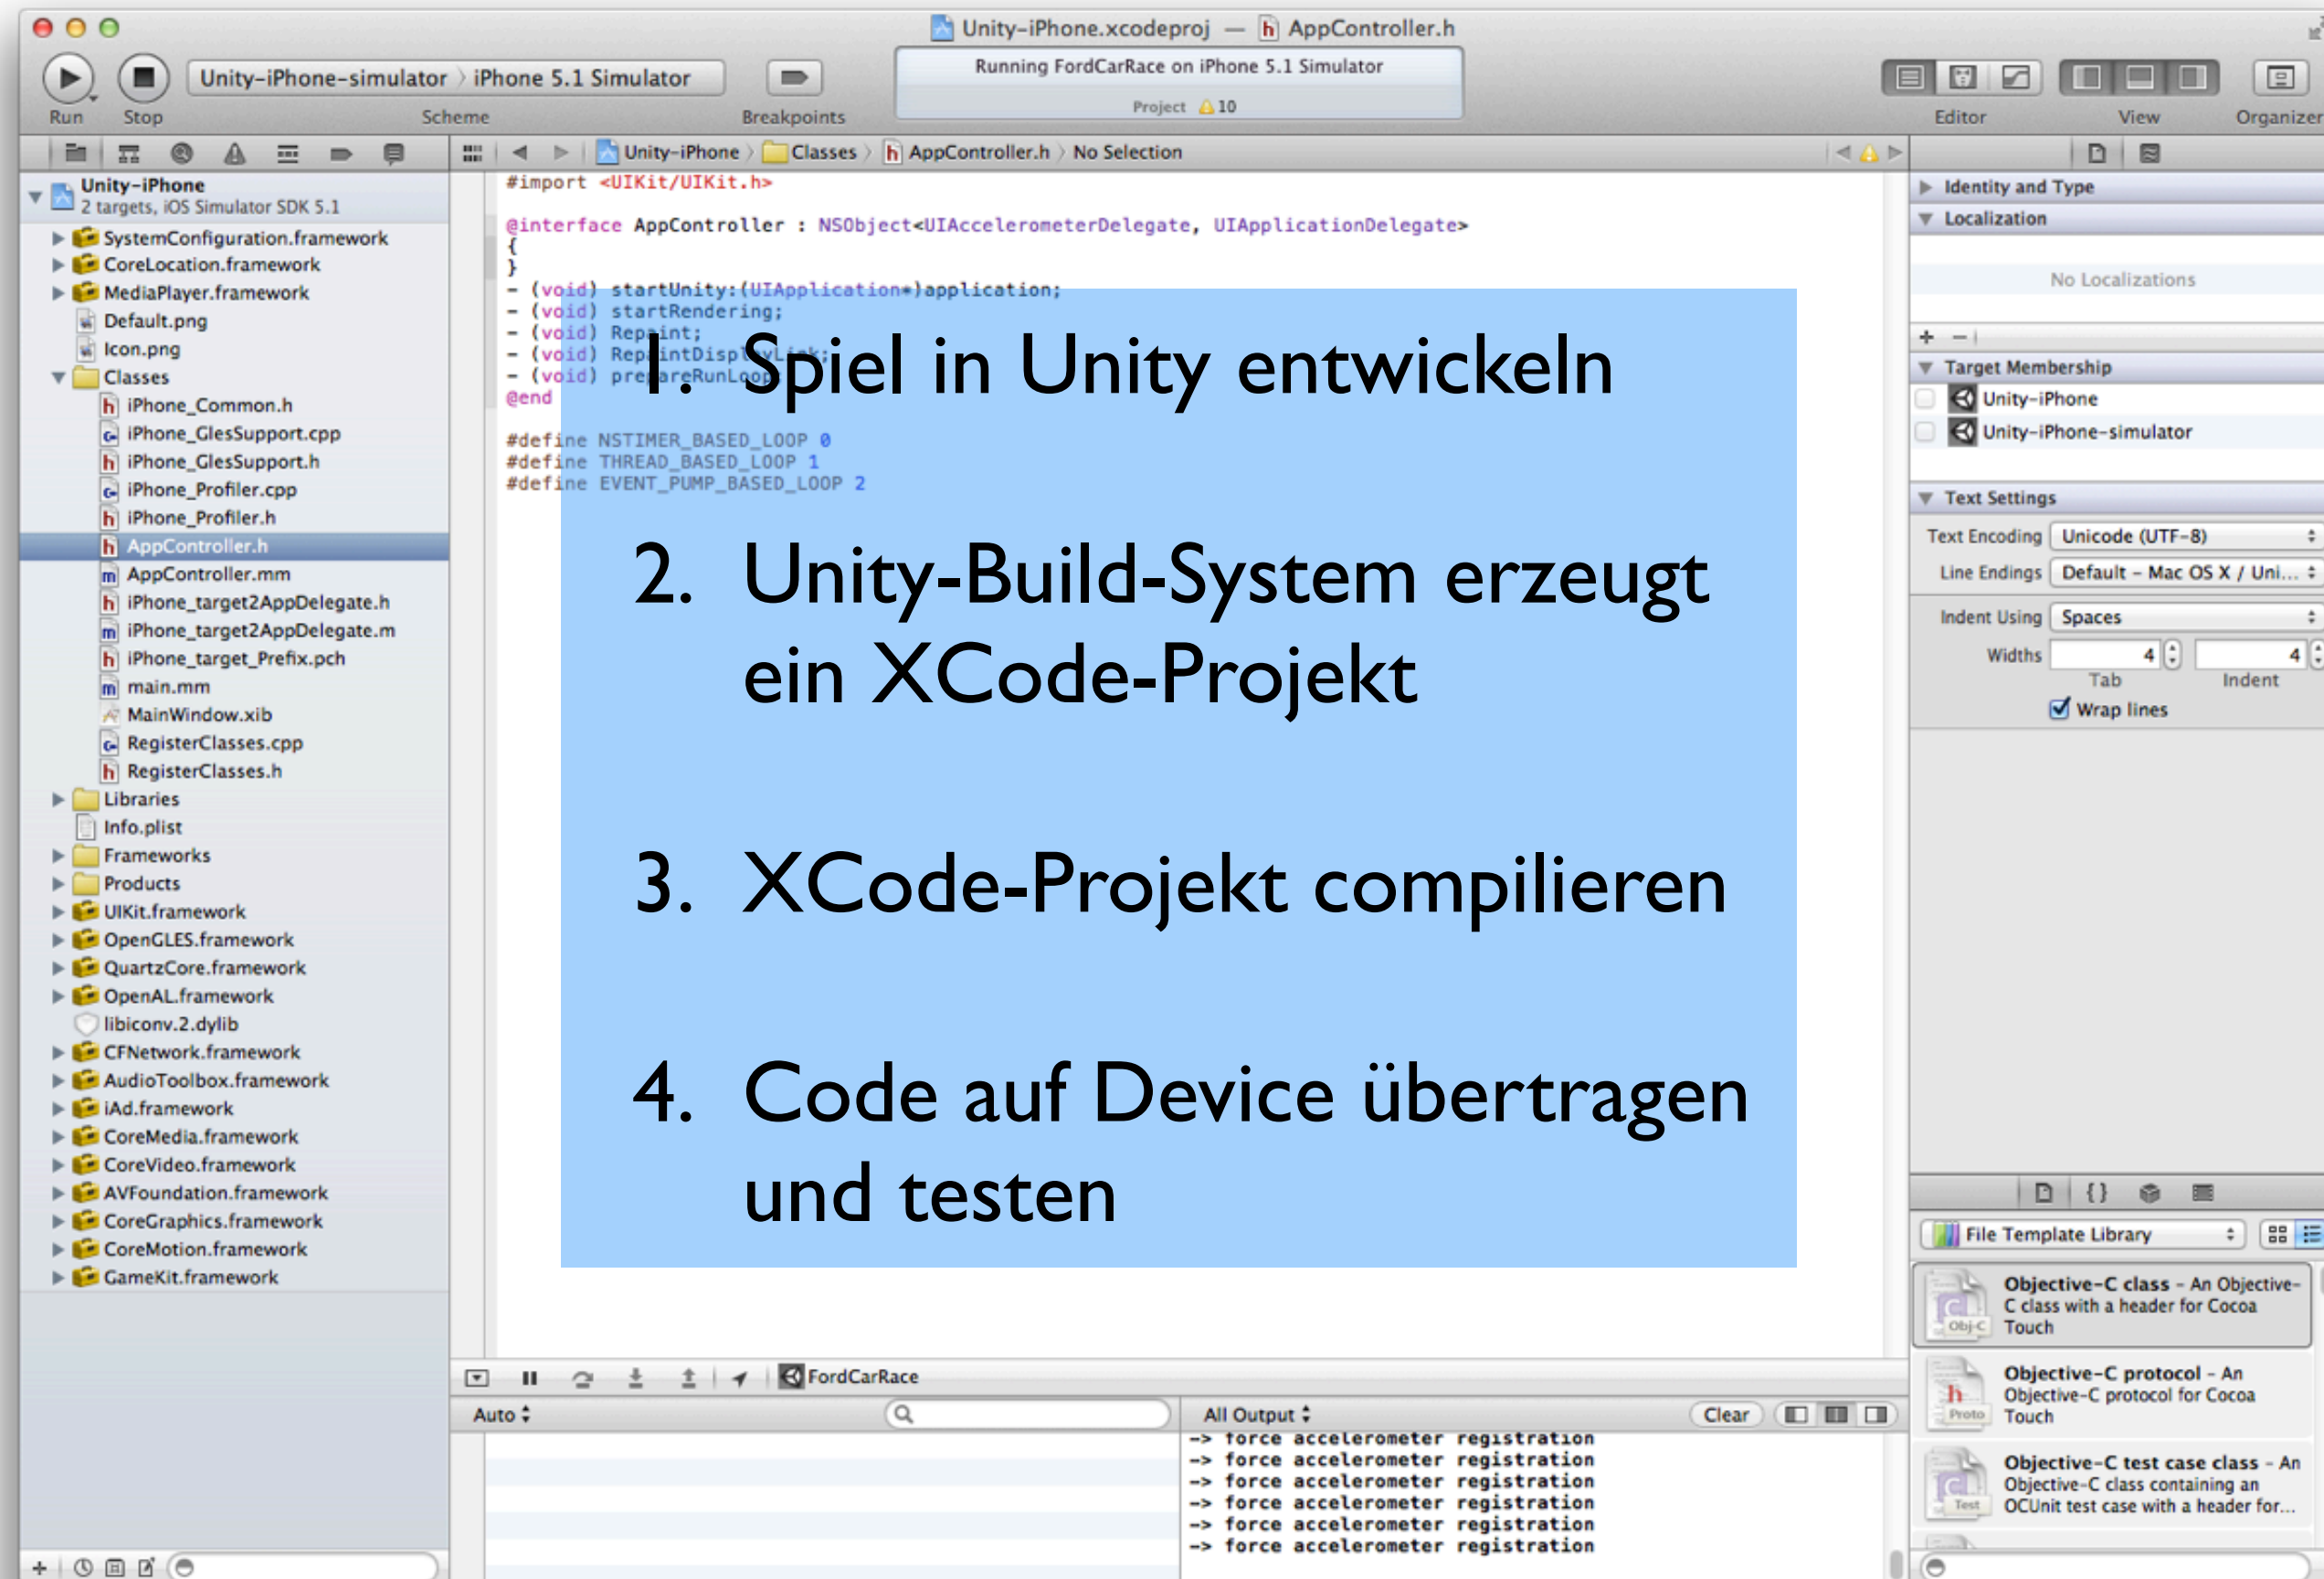 Unity-iPhone.xcodeproj — h AppController.h
Unity-iPhone-simulator iPhone 5.1 Simulator
Running FordCarRace on iPhone 5.1 Simulator
Project 10
Run Stop Scheme Breakpoints Editor View Organizer
Unity-iPhone Classes h AppController.h No Selection
Unity-iPhone
2 targets, iOS Simulator SDK 5.1
SystemConfiguration.framework
CoreLocation.framework
MediaPlayer.framework
Default.png
Icon.png
Classes
h iPhone_Common.h
iPhone_GlesSupport.cpp
h iPhone_GlesSupport.h
iPhone_Profiler.cpp
h iPhone_Profiler.h
h AppController.h
m AppController.mm
h iPhone_target2AppDelegate.h
m iPhone_target2AppDelegate.m
h iPhone_target_Prefix.pch
m main.mm
MainWindow.xib
RegisterClasses.cpp
h RegisterClasses.h
Libraries
Info.plist
Frameworks
Products
UIKit.framework
OpenGLES.framework
QuartzCore.framework
OpenAL.framework
libiconv.2.dylib
CFNetwork.framework
AudioToolbox.framework
iAd.framework
CoreMedia.framework
CoreVideo.framework
AVFoundation.framework
CoreGraphics.framework
CoreMotion.framework
GameKit.framework
#import <UIKit/UIKit.h>
@interface AppController : NSObject<UIAccelerometerDelegate, UIApplicationDelegate>
{
}
- (void) startUnity:(UIApplication*)application;
- (void) startRendering;
- (void) Repaint;
- (void) RepaintDisplayLink;
- (void) prepareRunLoop;
@end
#define NSTIMER_BASED_LOOP 0
#define THREAD_BASED_LOOP 1
#define EVENT_PUMP_BASED_LOOP 2
1. Spiel in Unity entwickeln
2. Unity-Build-System erzeugt
ein XCode-Projekt
3. XCode-Projekt compilieren
4. Code auf Device übertragen
und testen
FordCarRace
Auto
All Output
Clear
-> force accelerometer registration
-> force accelerometer registration
-> force accelerometer registration
-> force accelerometer registration
-> force accelerometer registration
-> force accelerometer registration
Identity and Type
Localization
No Localizations
+ -
Target Membership
Unity-iPhone
Unity-iPhone-simulator
Text Settings
Text Encoding Unicode (UTF-8)
Line Endings Default - Mac OS X / Uni...
Indent Using Spaces
Widths 4 4
Tab Indent
Wrap lines
{}
File Template Library
Objective-C class - An Objective-
C class with a header for Cocoa
Touch
Obj-C
Objective-C protocol - An
Objective-C protocol for Cocoa
Touch
h
Proto
Objective-C test case class - An
Objective-C class containing an
OCUnit test case with a header for...
Test